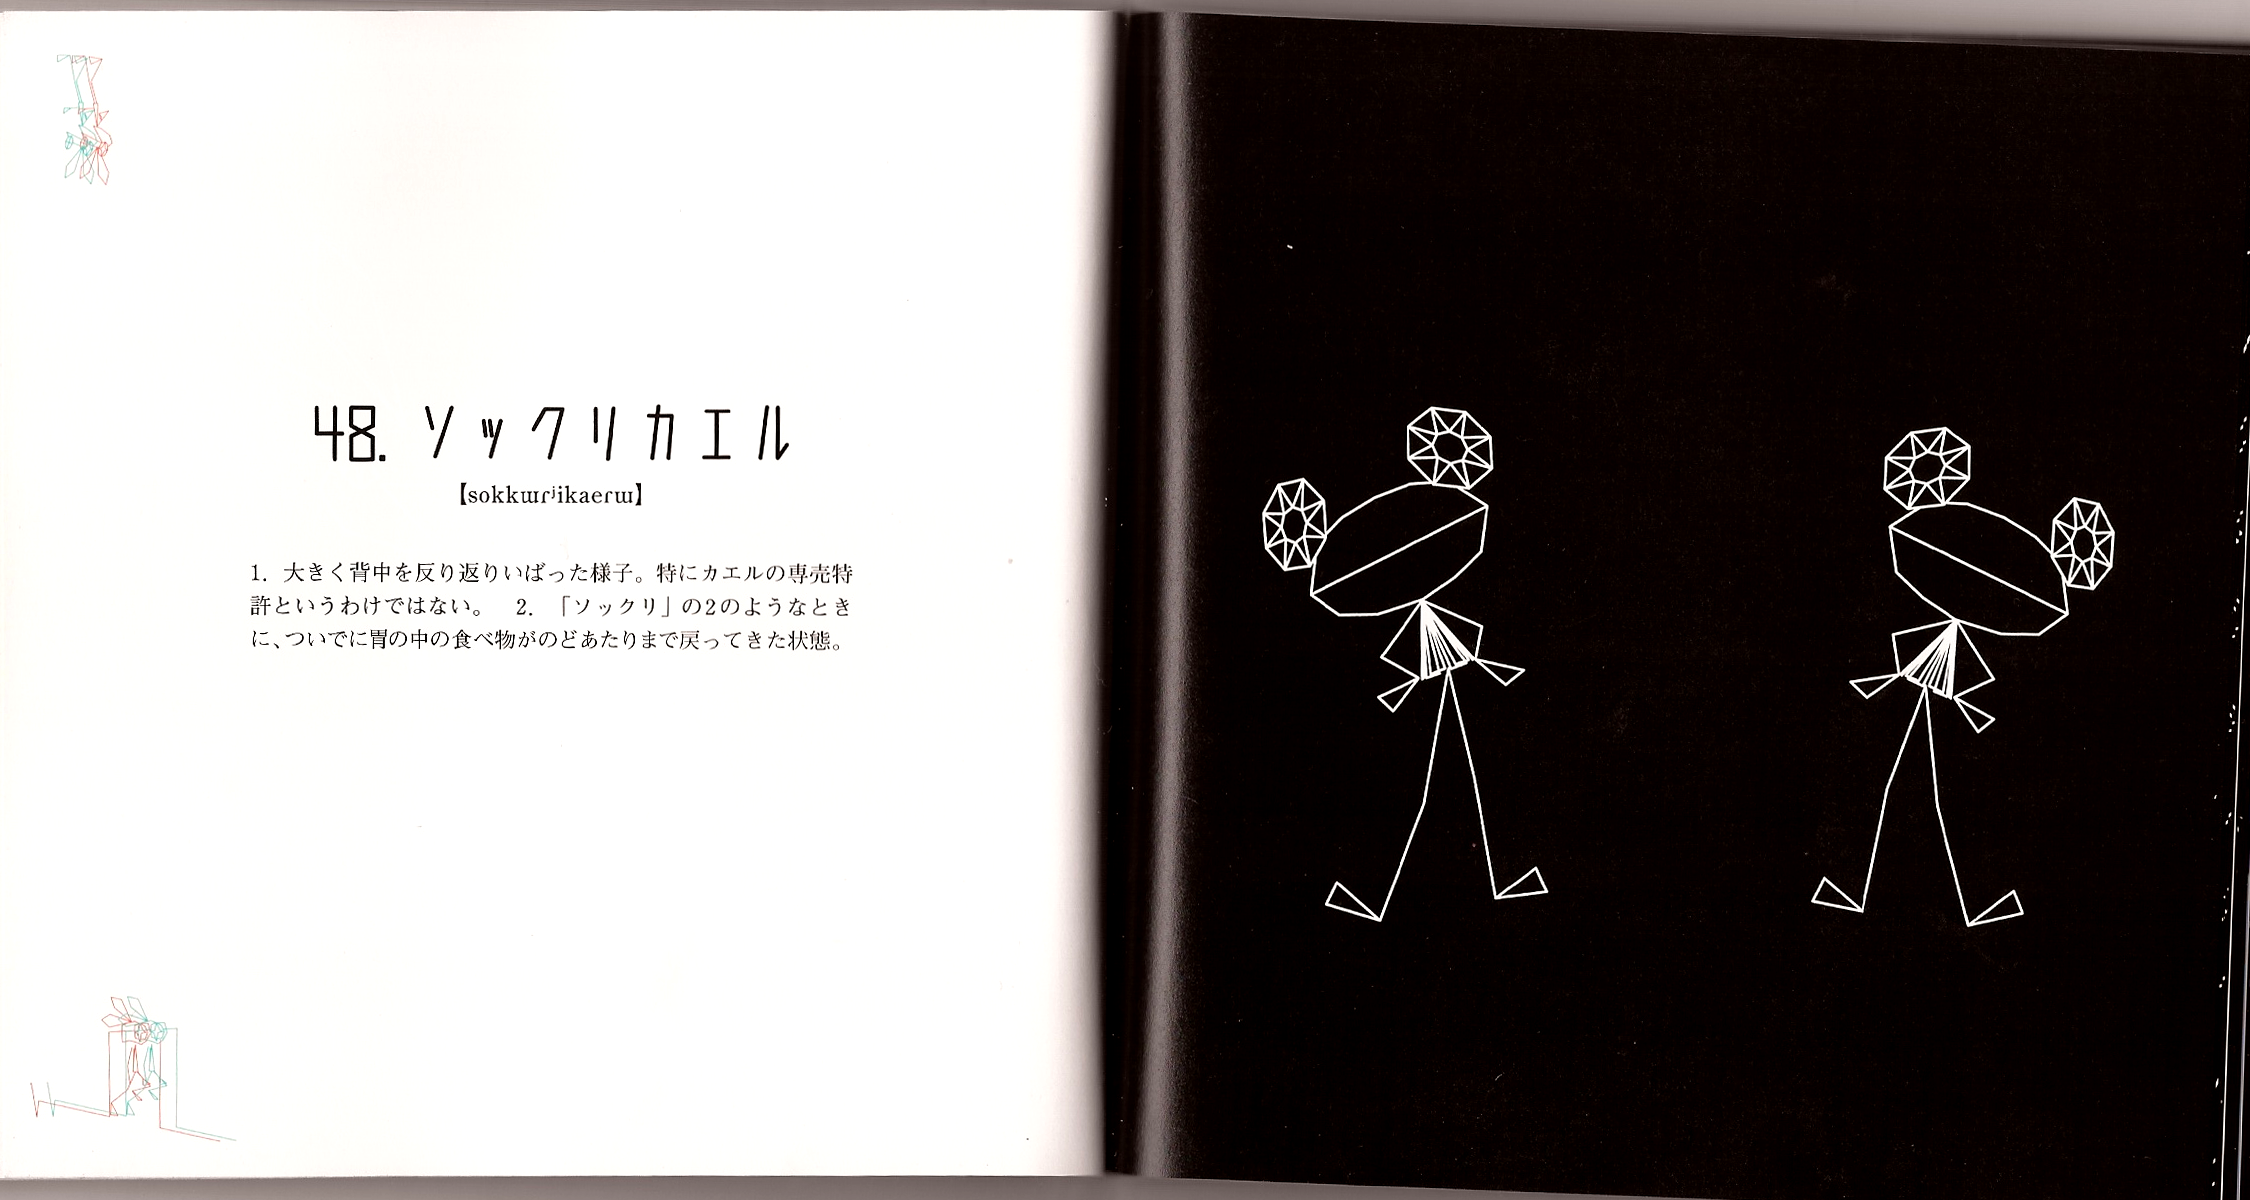 48. ソックリカエル
【sokkɯɾʲikaeɾɯ】
1. 大きく背中を反り返りいばった様子。特にカエルの専売特
許というわけではない。 2. 「ソックリ」の2のようなとき
に、ついでに胃の中の食べ物がのどあたりまで戻ってきた状態。